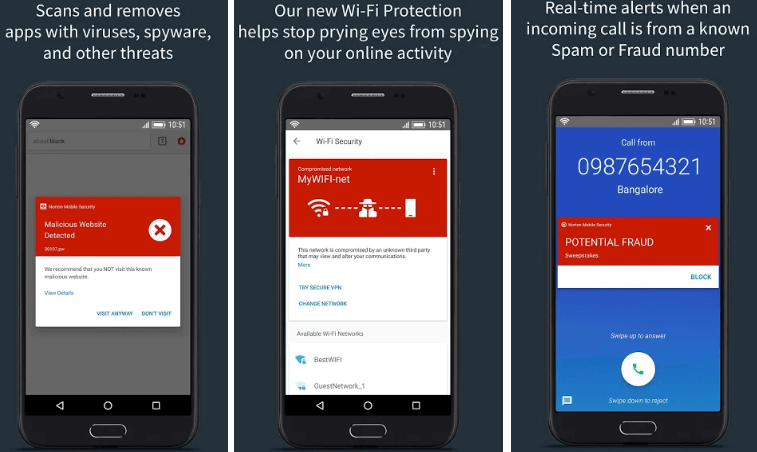 Scans and removes
apps with viruses, spyware,
and other threats
10:51
about:blank
Norton Mobile Security
Malicious Website
Detected
We recommend that you NOT visit this known
malicious website.
View Details
VISIT ANYWAY DON'T VISIT
Our new Wi-Fi Protection
helps stop prying eyes from spying
on your online activity
10:51
Wi-Fi Security
Compromised network
MyWIFI-net
This network is compromised by an unknown third party
that may view and alter your communications.
More
TRY SECURE VPN
CHANGE NETWORK
Available Wi-Fi Networks
BestWIFI
GuestNetwork_1
Real-time alerts when an
incoming call is from a known
Spam or Fraud number
10:51
Call from
0987654321
Bangalore
Norton Mobile Security
POTENTIAL FRAUD
Sweepstakes
BLOCK
Swipe up to answer
Swipe down to reject